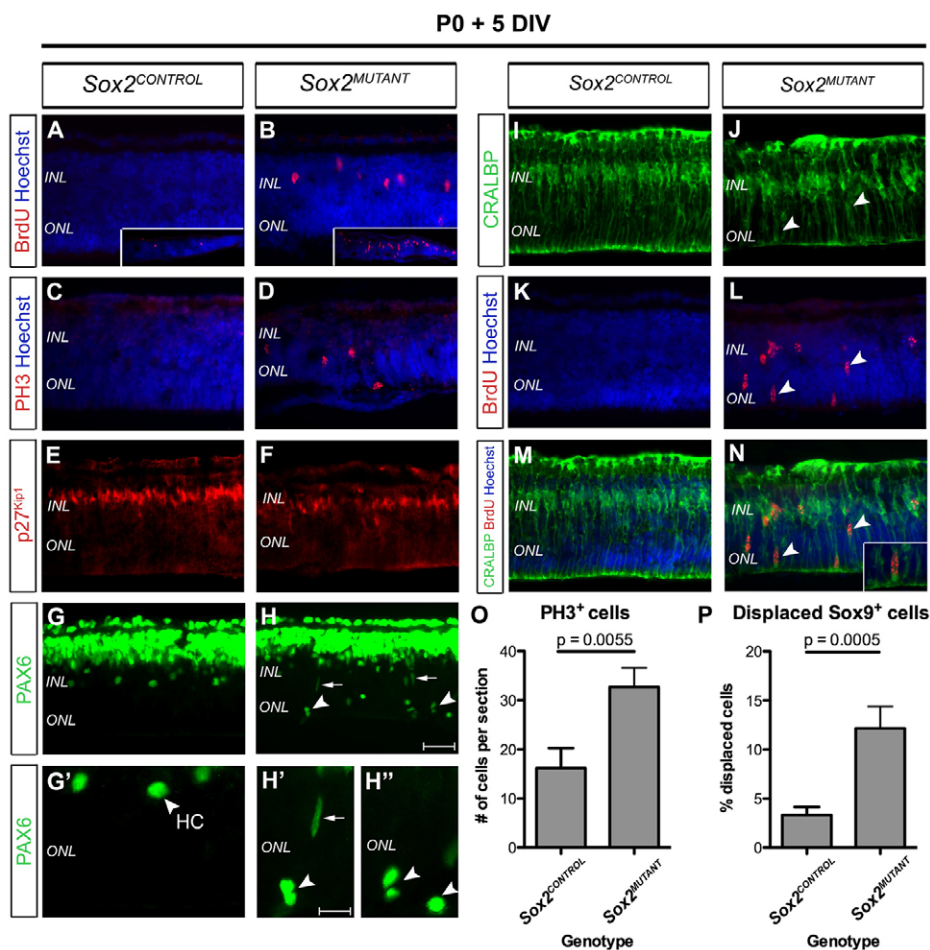 P0 + 5 DIV
Sox2CONTROL
Sox2MUTANT
Sox2CONTROL
Sox2MUTANT
BrdU Hoechst
A
INL
ONL
B
INL
ONL
CRALBP
I
INL
ONL
J
INL
ONL
PH3 Hoechst
C
INL
ONL
D
INL
ONL
BrdU Hoechst
K
INL
ONL
L
INL
ONL
p27Kip1
E
INL
ONL
F
INL
ONL
CRALBP BrdU Hoechst
M
INL
ONL
N
INL
ONL
PAX6
G
INL
ONL
H
INL
ONL
PAX6
G'
HC
ONL
H'
ONL
H"
ONL
O
PH3+ cells
p = 0.0055
# of cells per section
40
30
20
10
0
Sox2CONTROL
Sox2MUTANT
Genotype
P
Displaced Sox9+ cells
p = 0.0005
% displaced cells
20
15
10
5
0
Sox2CONTROL
Sox2MUTANT
Genotype